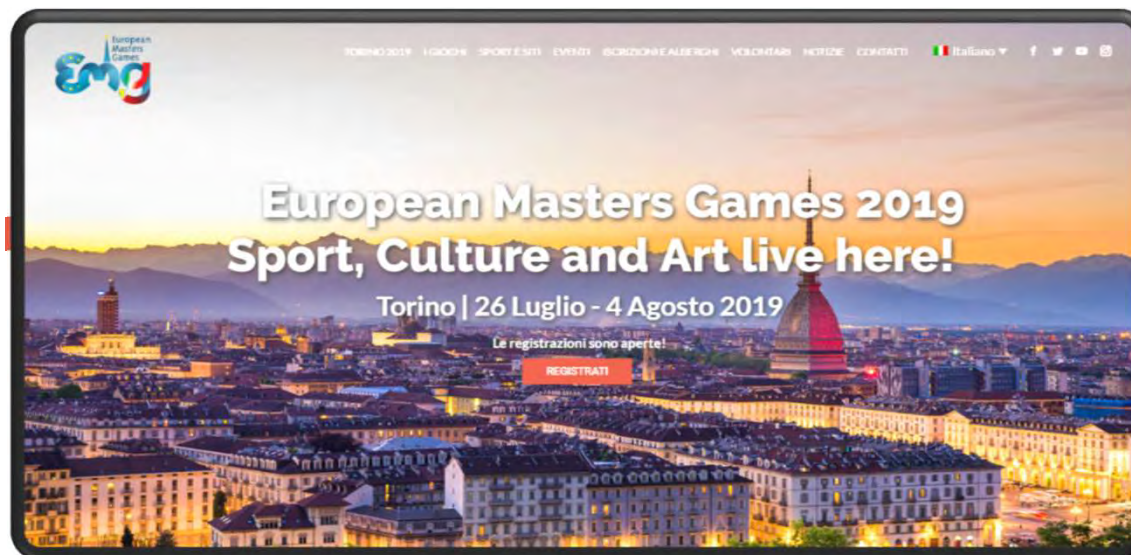 European
Masters
Games
emg
TORINO 2019 I GIOCHI SPORT E SITI EVENTI ISCRIZIONI E ALBERGHI VOLONTARI NOTIZIE CONTATTI Italiano
European Masters Games 2019
Sport, Culture and Art live here!
Torino | 26 Luglio - 4 Agosto 2019
Le registrazioni sono aperte!
REGISTRATI